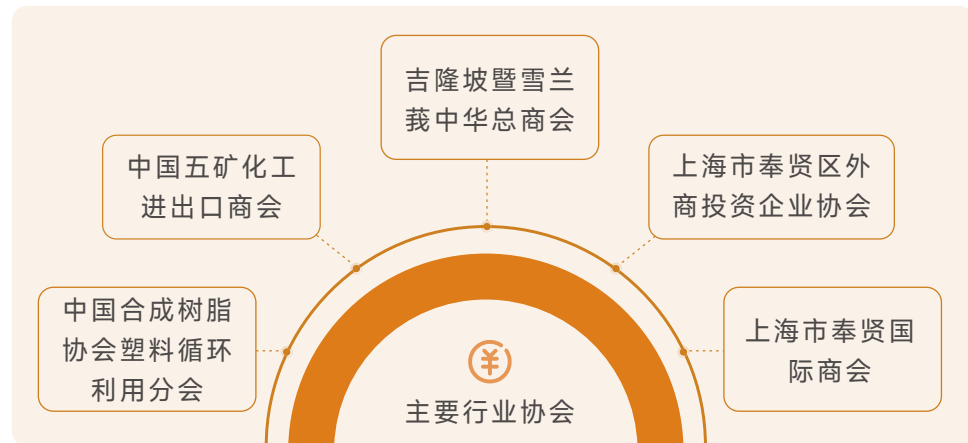 吉隆坡暨雪兰
莪中华总商会
中国五矿化工
进出口商会
上海市奉贤区外
商投资企业协会
中国合成树脂
协会塑料循环
利用分会
上海市奉贤国
际商会
主要行业协会